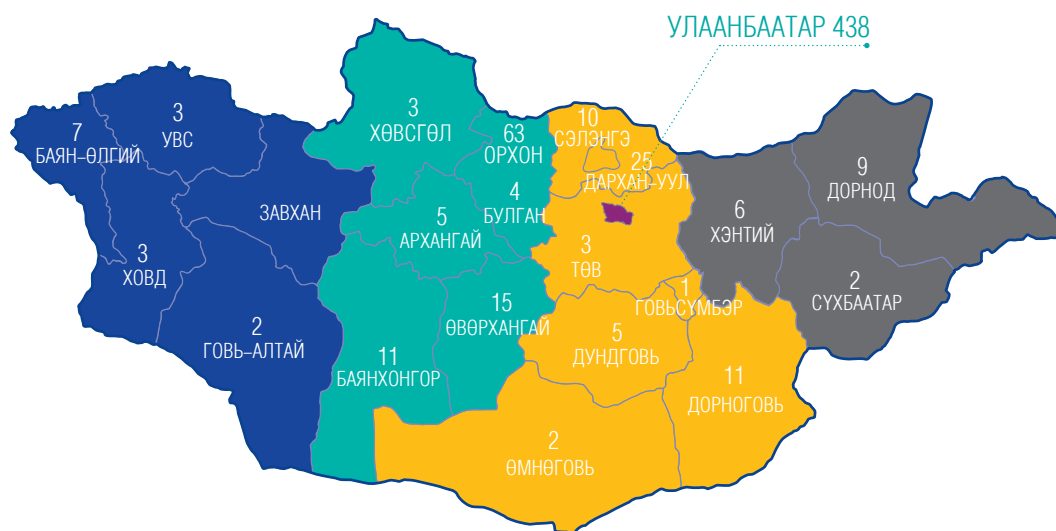 УЛААНБААТАР 438
3
ХӨВСГӨЛ
7
БАЯН-ӨЛГИЙ
3
УВС
63
ОРХОН
10
СЭЛЭНГЭ
25
ДАРХАН-УУЛ
9
ДОРНОД
ЗАВХАН
4
БУЛГАН
5
АРХАНГАЙ
6
ХЭНТИЙ
3
ХОВД
3
ТӨВ
2
СҮХБААТАР
1
ГОВЬСҮМБЭР
2
ГОВЬ-АЛТАЙ
15
ӨВӨРХАНГАЙ
5
ДУНДГОВЬ
11
БАЯНХОНГОР
11
ДОРНОГОВЬ
2
ӨМНӨГОВЬ